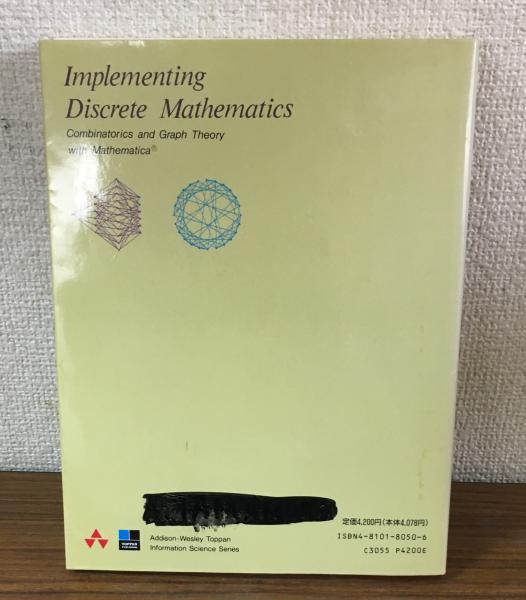 Implementing
Discrete Mathematics
Combinatorics and Graph Theory
with Mathematica®
TOPPAN
Addison-Wesley Toppan
Information Science Series
定価4,200円(本体4,078円)
ISBN4-8101-8050-6
C3055 P4200E